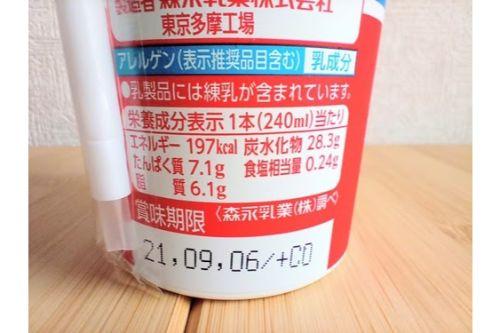 製造者 森永乳業株式会社
東京多摩工場
アレルゲン(表示推奨品目含む) 乳成分
●乳製品には練乳が含まれています。
栄養成分表示 1本(240ml)当たり
エネルギー 197kcal 炭水化物 28.3g
たんぱく質 7.1g 食塩相当量 0.24g
脂 質 6.1g
賞味期限 〈森永乳業(株)調べ〉
21,09,06/+CO